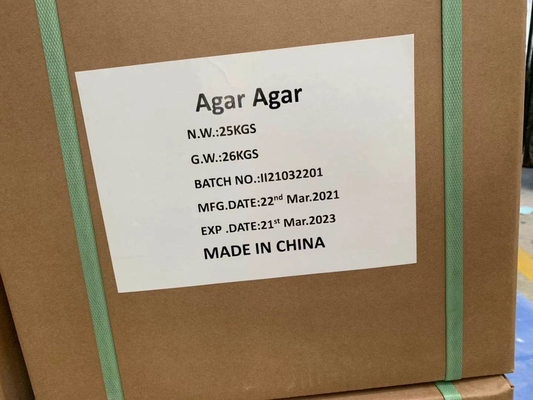 Agar Agar
N.W.:25KGS
G.W.:26KGS
BATCH NO.:II21032201
MFG.DATE:22nd Mar.2021
EXP .DATE:21st Mar.2023
MADE IN CHINA